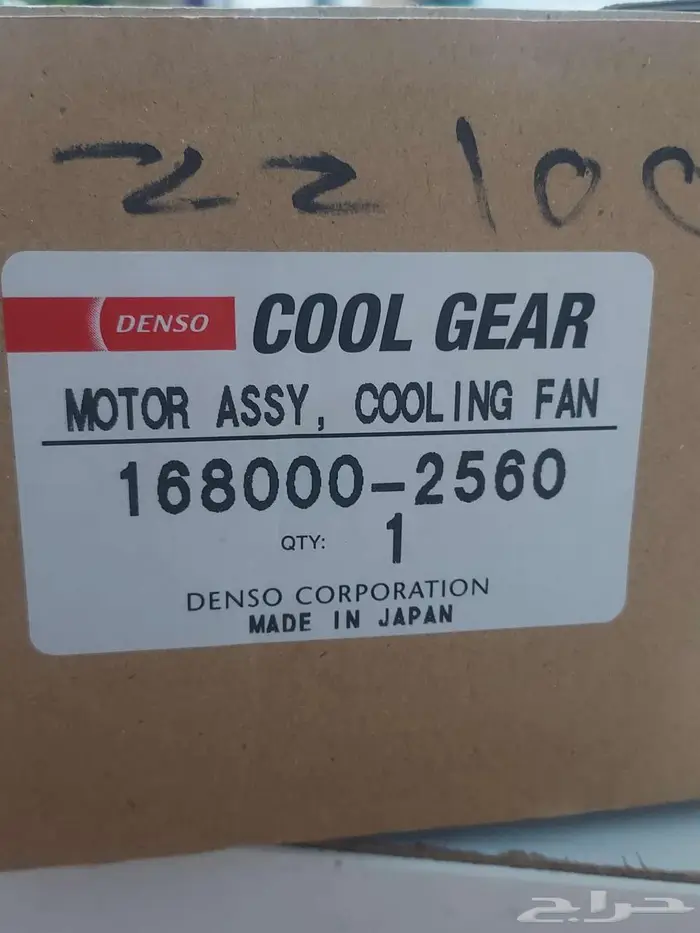 22100
DENSO COOL GEAR
MOTOR ASSY, COOLING FAN
168000-2560
QTY: 1
DENSO CORPORATION
MADE IN JAPAN
حراج